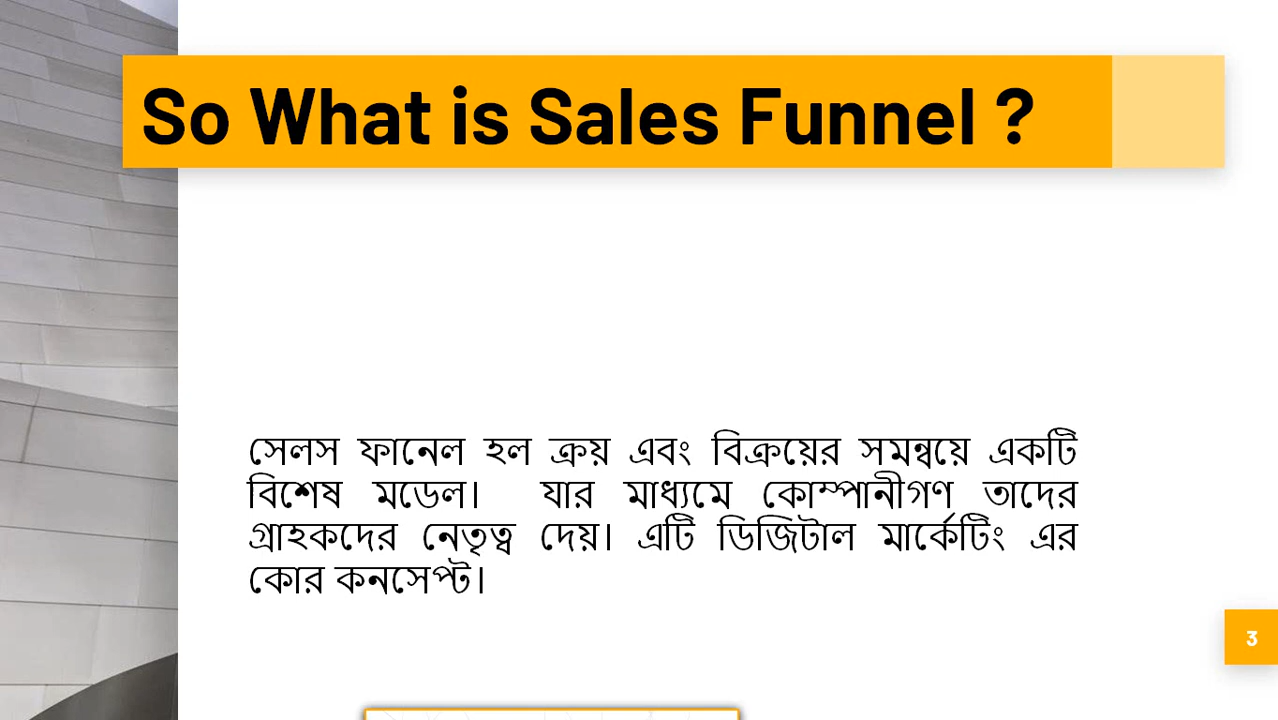 So What is Sales Funnel ?
সেলস ফানেল হল ক্রয় এবং বিক্রয়ের সমন্বয়ে একটি
বিশেষ মডেল। যার মাধ্যমে কোম্পানীগণ তাদের
গ্রাহকদের নেতৃত্ব দেয়। এটি ডিজিটাল মার্কেটিং এর
কোর কনসেপ্ট।
3